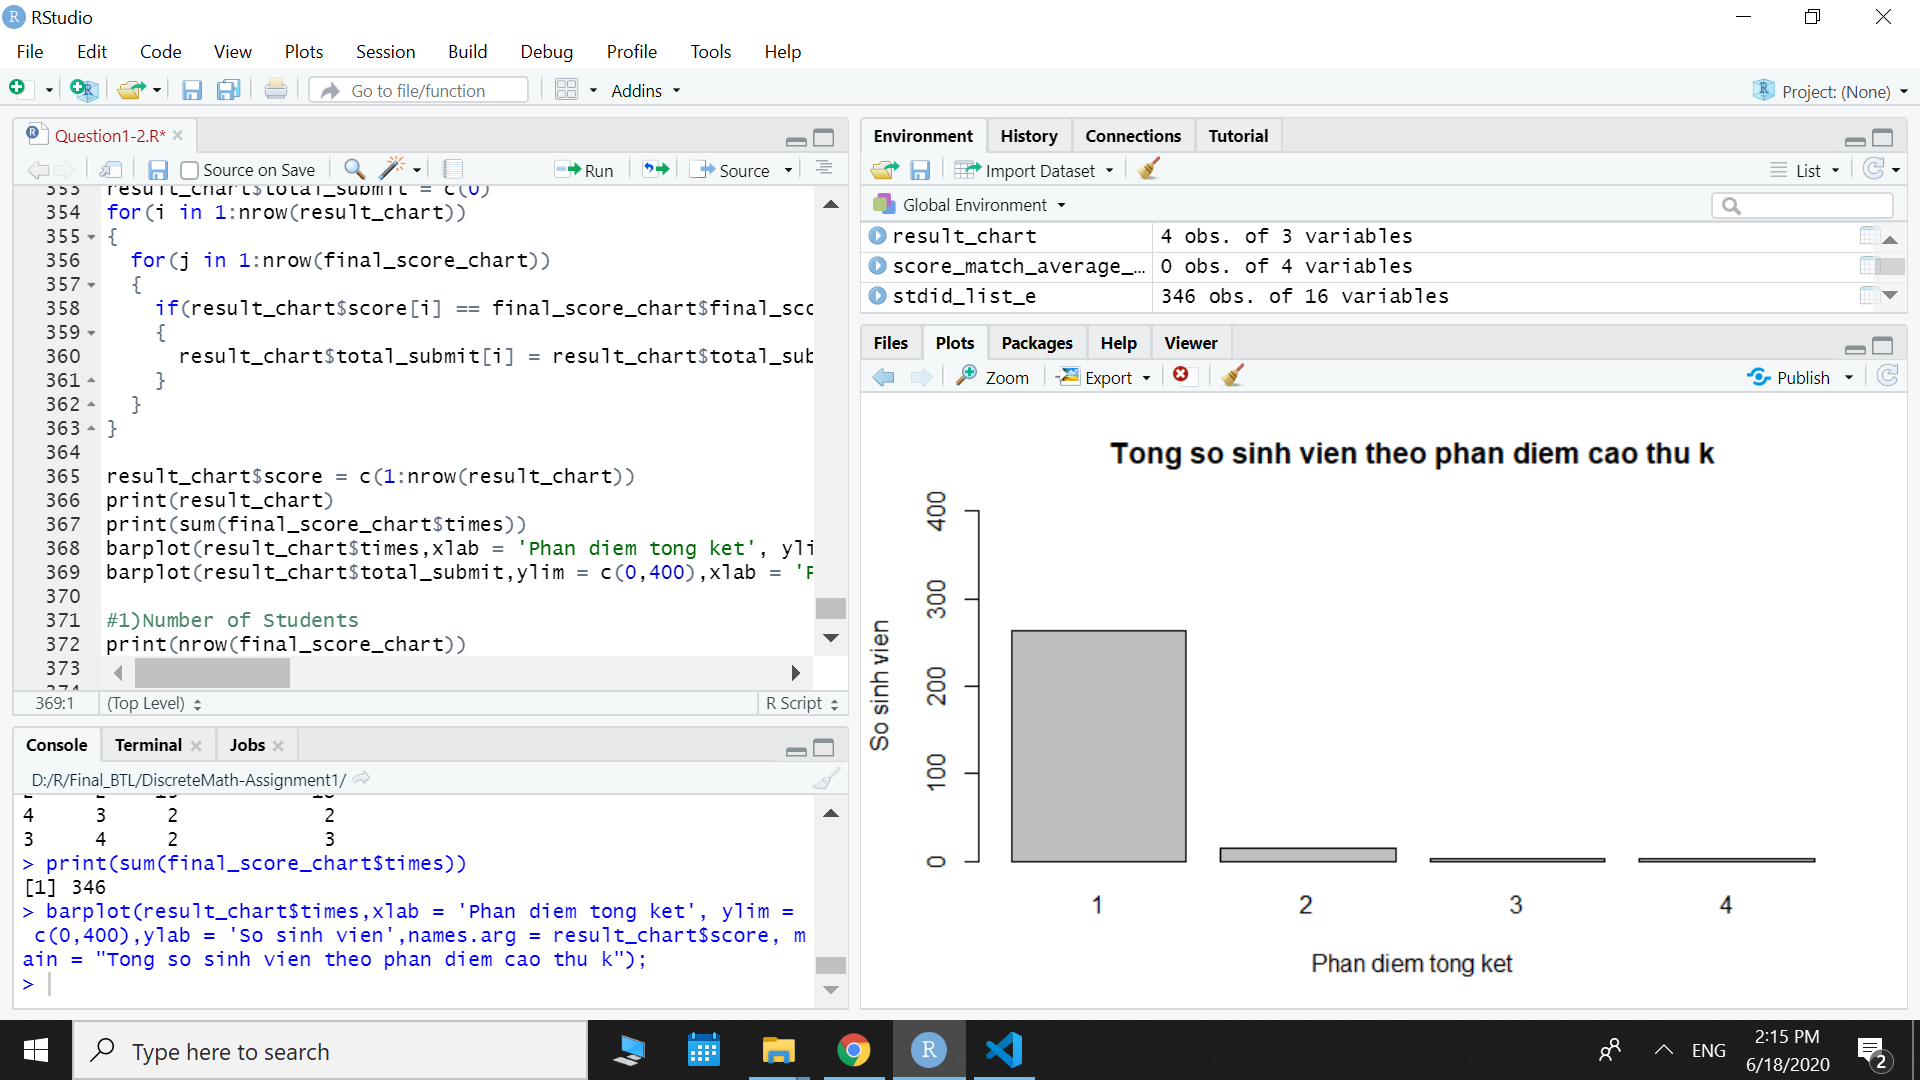 RStudio
File Edit Code View Plots Session Build Debug Profile Tools Help
Go to file/function
Addins
Project: (None)
Question1-2.R*
Source on Save
Run
Source
353 result_chart$total_submit = c(0)
354 for(i in 1:nrow(result_chart))
355 {
356 for(j in 1:nrow(final_score_chart))
357 {
358 if(result_chart$score[i] == final_score_chart$final_sco
359 {
360 result_chart$total_submit[i] = result_chart$total_sub
361 }
362 }
363 }
364
365 result_chart$score = c(1:nrow(result_chart))
366 print(result_chart)
367 print(sum(final_score_chart$times))
368 barplot(result_chart$times,xlab = 'Phan diem tong ket', yli
369 barplot(result_chart$total_submit,ylim = c(0,400),xlab = 'P
370
371 #1)Number of Students
372 print(nrow(final_score_chart))
373
369:1 (Top Level) R Script
Console Terminal Jobs
D:/R/Final_BTL/DiscreteMath-Assignment1/
4 3 2 2
3 4 2 3
> print(sum(final_score_chart$times))
[1] 346
> barplot(result_chart$times,xlab = 'Phan diem tong ket', ylim =
c(0,400),ylab = 'So sinh vien',names.arg = result_chart$score, m
ain = "Tong so sinh vien theo phan diem cao thu k");
>
Environment History Connections Tutorial
Import Dataset
List
Global Environment
result_chart 4 obs. of 3 variables
score_match_average_… 0 obs. of 4 variables
stdid_list_e 346 obs. of 16 variables
Files Plots Packages Help Viewer
Zoom Export Publish
Tong so sinh vien theo phan diem cao thu k
So sinh vien
400
300
200
100
0
1 2 3 4
Phan diem tong ket
Type here to search
ENG
2:15 PM
6/18/2020
2